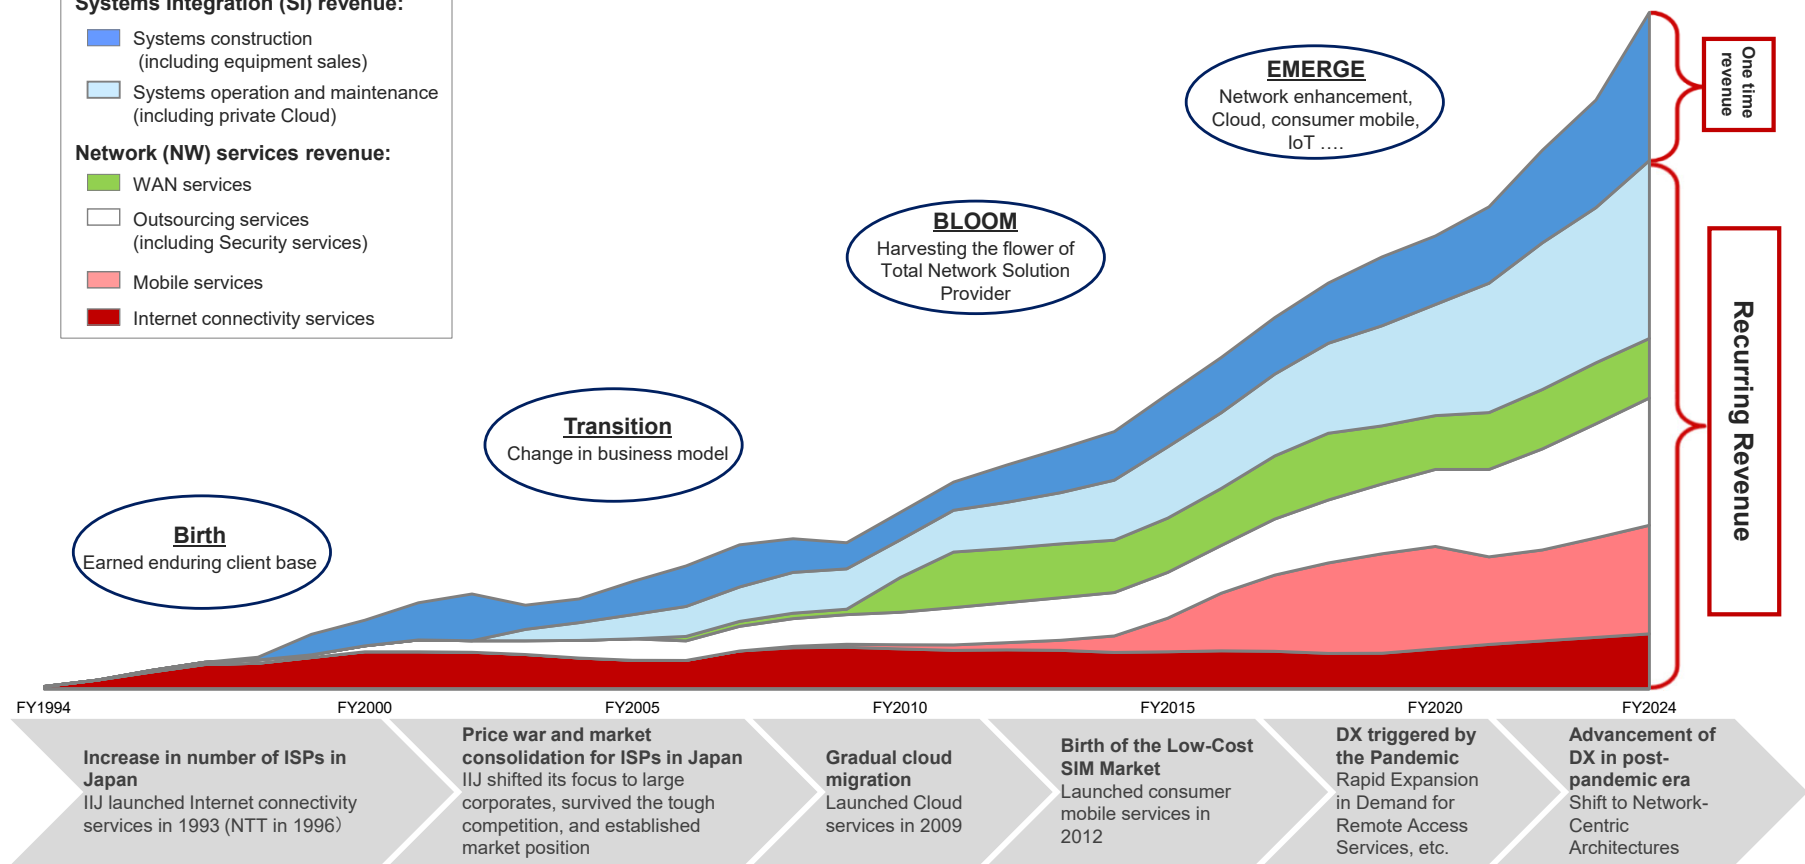 Systems Integration (SI) revenue:
Systems construction
(including equipment sales)
Systems operation and maintenance
(including private Cloud)
Network (NW) services revenue:
WAN services
Outsourcing services
(including Security services)
Mobile services
Internet connectivity services
Birth
Earned enduring client base
Transition
Change in business model
BLOOM
Harvesting the flower of
Total Network Solution
Provider
EMERGE
Network enhancement,
Cloud, consumer mobile,
IoT ….
One time
revenue
Recurring Revenue
FY1994
FY2000
FY2005
FY2010
FY2015
FY2020
FY2024
Increase in number of ISPs in
Japan
IIJ launched Internet connectivity
services in 1993 (NTT in 1996）
Price war and market
consolidation for ISPs in Japan
IIJ shifted its focus to large
corporates, survived the tough
competition, and established
market position
Gradual cloud
migration
Launched Cloud
services in 2009
Birth of the Low-Cost
SIM Market
Launched consumer
mobile services in
2012
DX triggered by
the Pandemic
Rapid Expansion
in Demand for
Remote Access
Services, etc.
Advancement of
DX in post-
pandemic era
Shift to Network-
Centric
Architectures